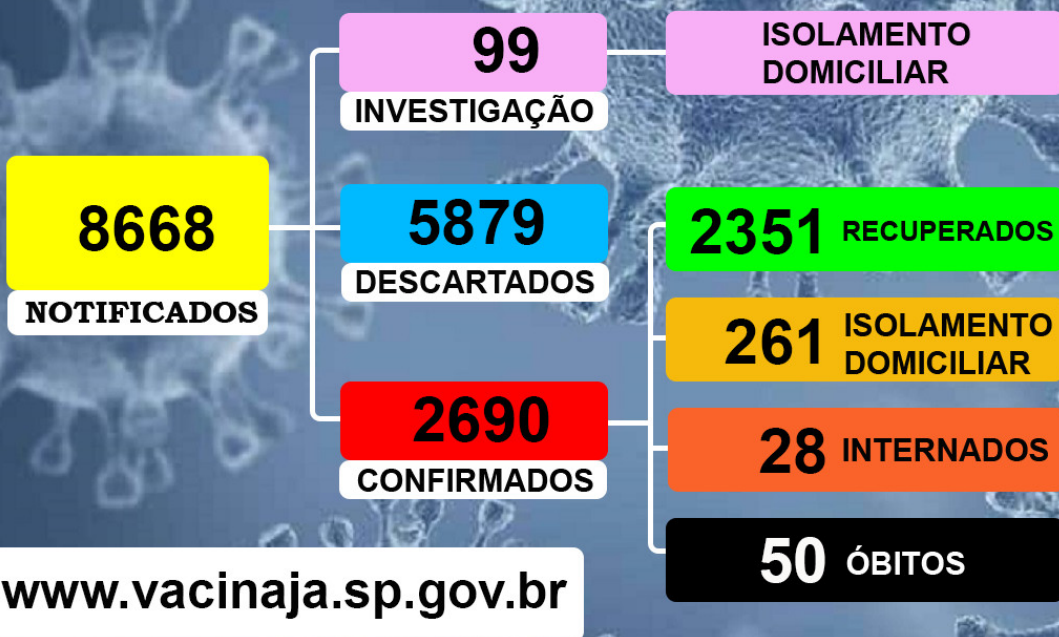 8668
NOTIFICADOS
99
INVESTIGAÇÃO
ISOLAMENTO
DOMICILIAR
5879
DESCARTADOS
2690
CONFIRMADOS
2351 RECUPERADOS
261 ISOLAMENTO
DOMICILIAR
28 INTERNADOS
50 ÓBITOS
www.vacinaja.sp.gov.br